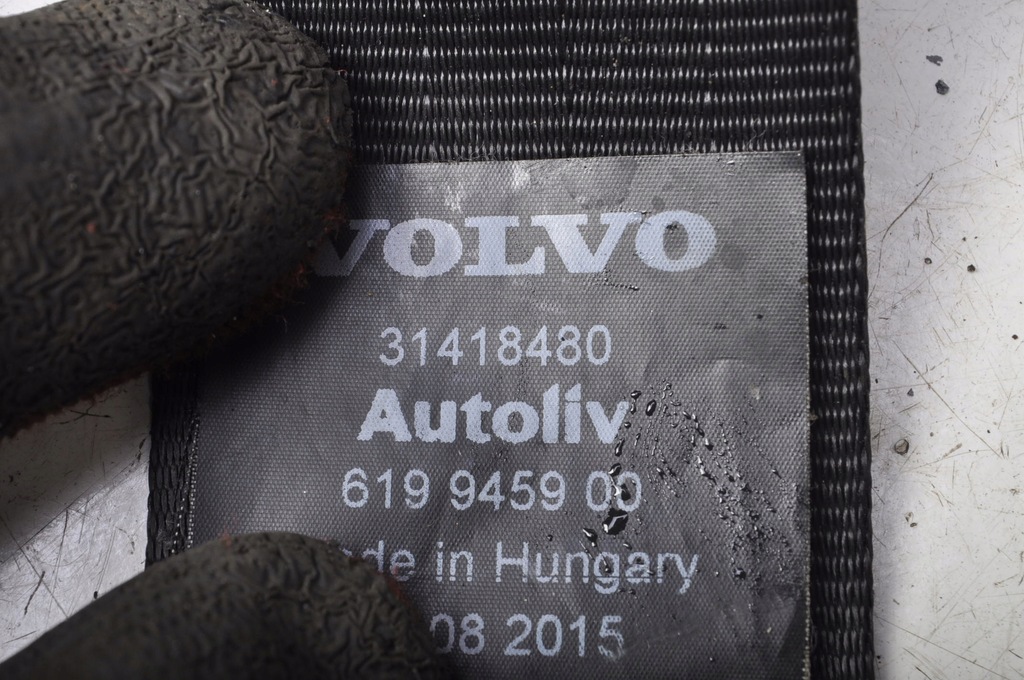 VOLVO
31418480
Autoliv
619 9459 00
in Hungary
08 2015